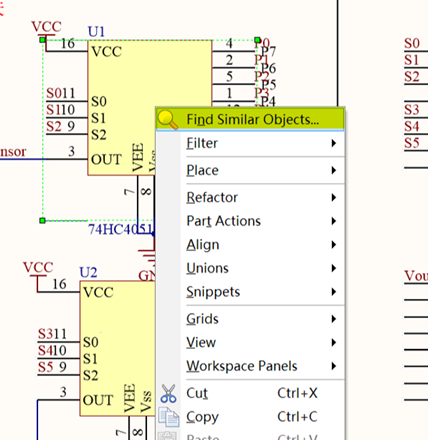 VCC
U1
16
VCC
4
P0
P7
2
P6
5
P5
1
P4
S0
11
S0
S1
10
S1
S2
9
S2
nsor
3
OUT
VEE
Vss
7
8
74HC4051
GN
U2
VCC
16
VCC
S3
11
S0
S4
10
S1
S5
9
S2
3
OUT
VEE
Vss
7
8
Find Similar Objects...
Filter
Place
Refactor
Part Actions
Align
Unions
Snippets
Grids
View
Workspace Panels
Cut Ctrl+X
Copy Ctrl+C
Paste Ctrl+V
S0
S1
S2
S3
S4
S5
Vou